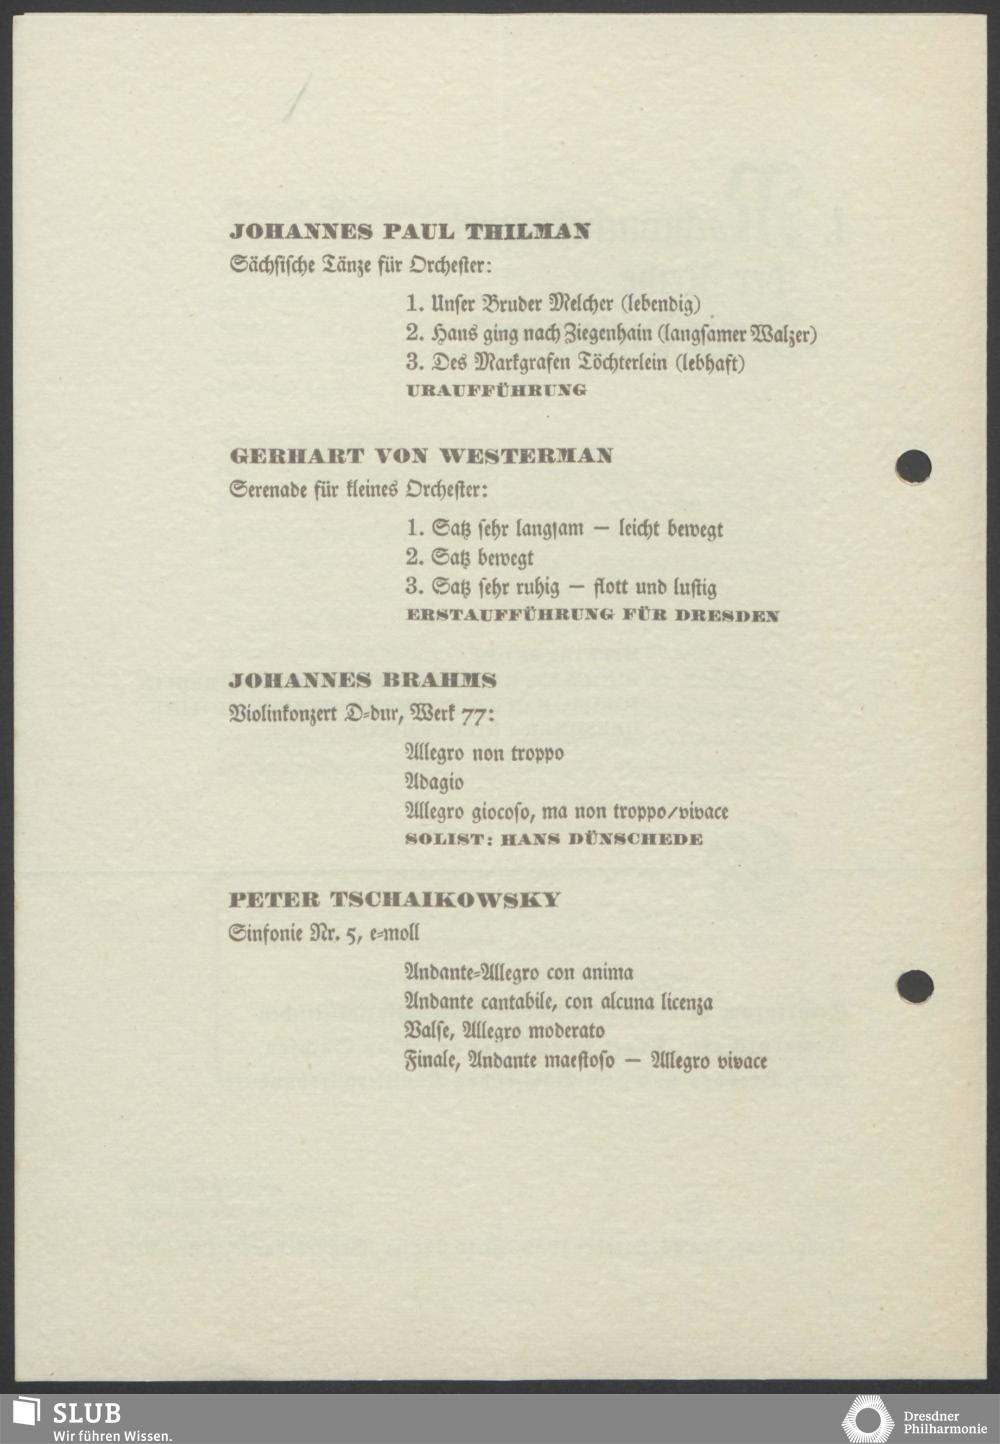 JOHANNES PAUL THILMAN
Sächsische Tänze für Orchester:
1. Unser Bruder Melcher (lebendig)
2. Hans ging nach Ziegenhain (langsamer Walzer)
3. Des Markgrafen Töchterlein (lebhaft)
URAUFFÜHRUNG
GERHART VON WESTERMAN
Serenade für kleines Orchester:
1. Satz sehr langsam — leicht bewegt
2. Satz bewegt
3. Satz sehr ruhig — flott und lustig
ERSTAUFFÜHRUNG FÜR DRESDEN
JOHANNES BRAHMS
Violinkonzert D-dur, Werk 77:
Allegro non troppo
Adagio
Allegro giocoso, ma non troppo/vivace
SOLIST: HANS DÜNSCHEDE
PETER TSCHAIKOWSKY
Sinfonie Nr. 5, e-moll
Andante-Allegro con anima
Andante cantabile, con alcuna licenza
Valse, Allegro moderato
Finale, Andante maestoso — Allegro vivace
SLUB
Wir führen Wissen.
Dresdner
Philharmonie